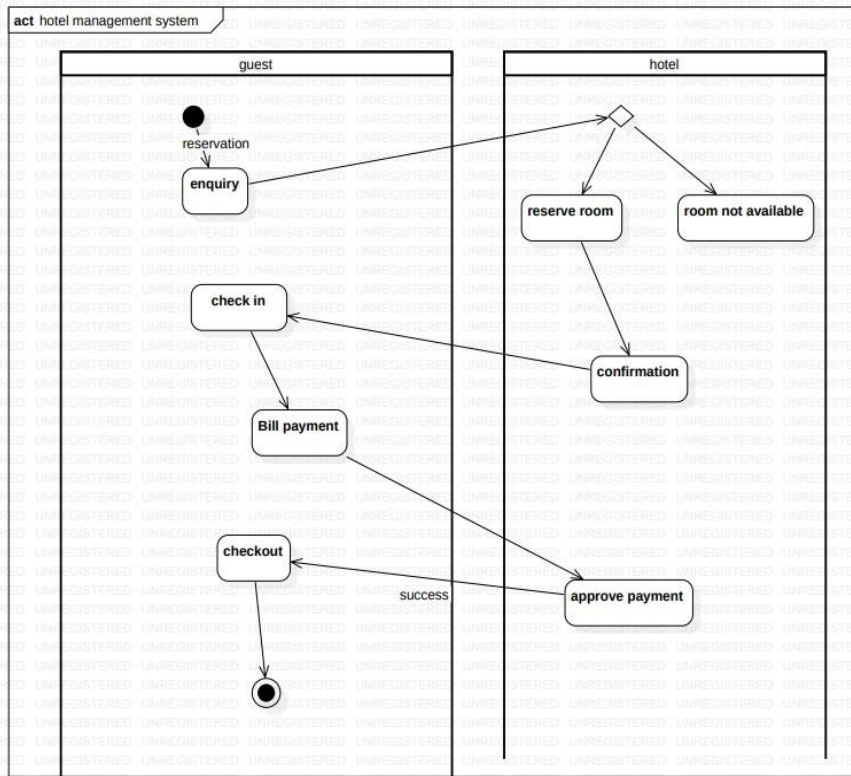 act hotel management system
guest
hotel
reservation
enquiry
reserve room
room not available
check in
confirmation
Bill payment
checkout
success
approve payment
UNREGISTERED